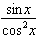 sin x
cos² x